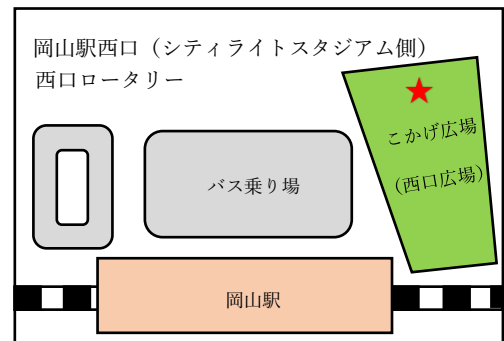 岡山駅西口（シティライトスタジアム側）
西口ロータリー
こかげ広場
（西口広場）
バス乗り場
岡山駅